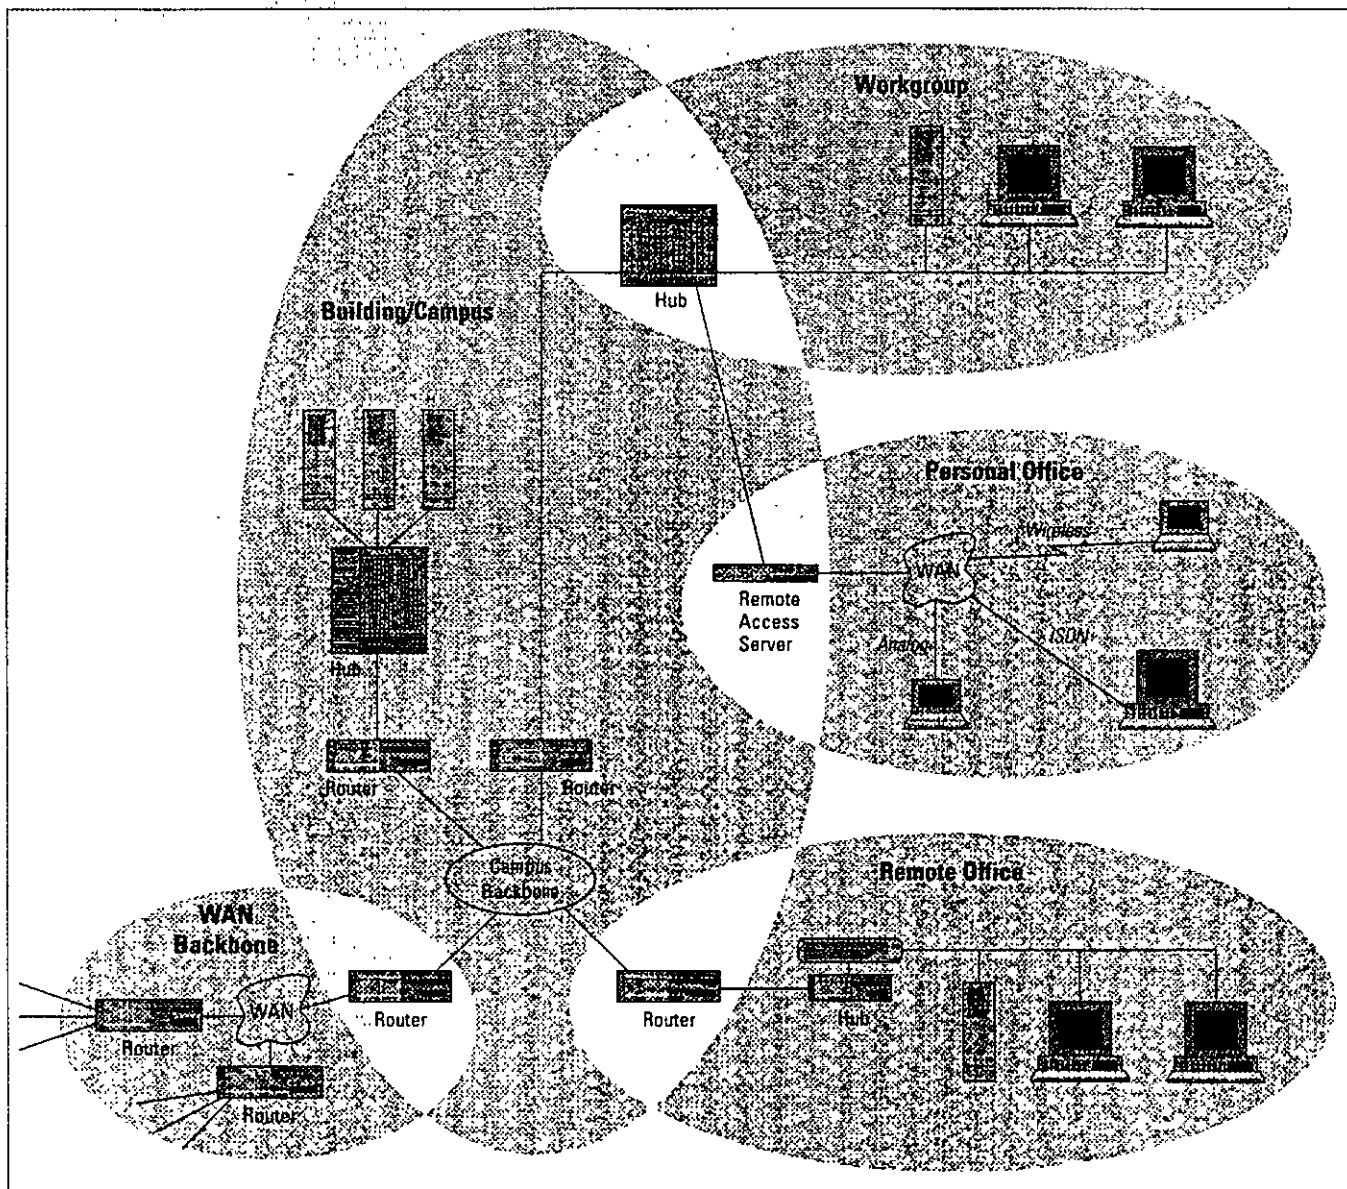 Workgroup
Hub
Building/Campus
Personal Office
Wireless
WAN
Remote
Access
Server
Analog
ISDN
Hub
Router
Router
Campus
Backbone
Remote Office
WAN
Backbone
Router
WAN
Router
Router
Router
Hub